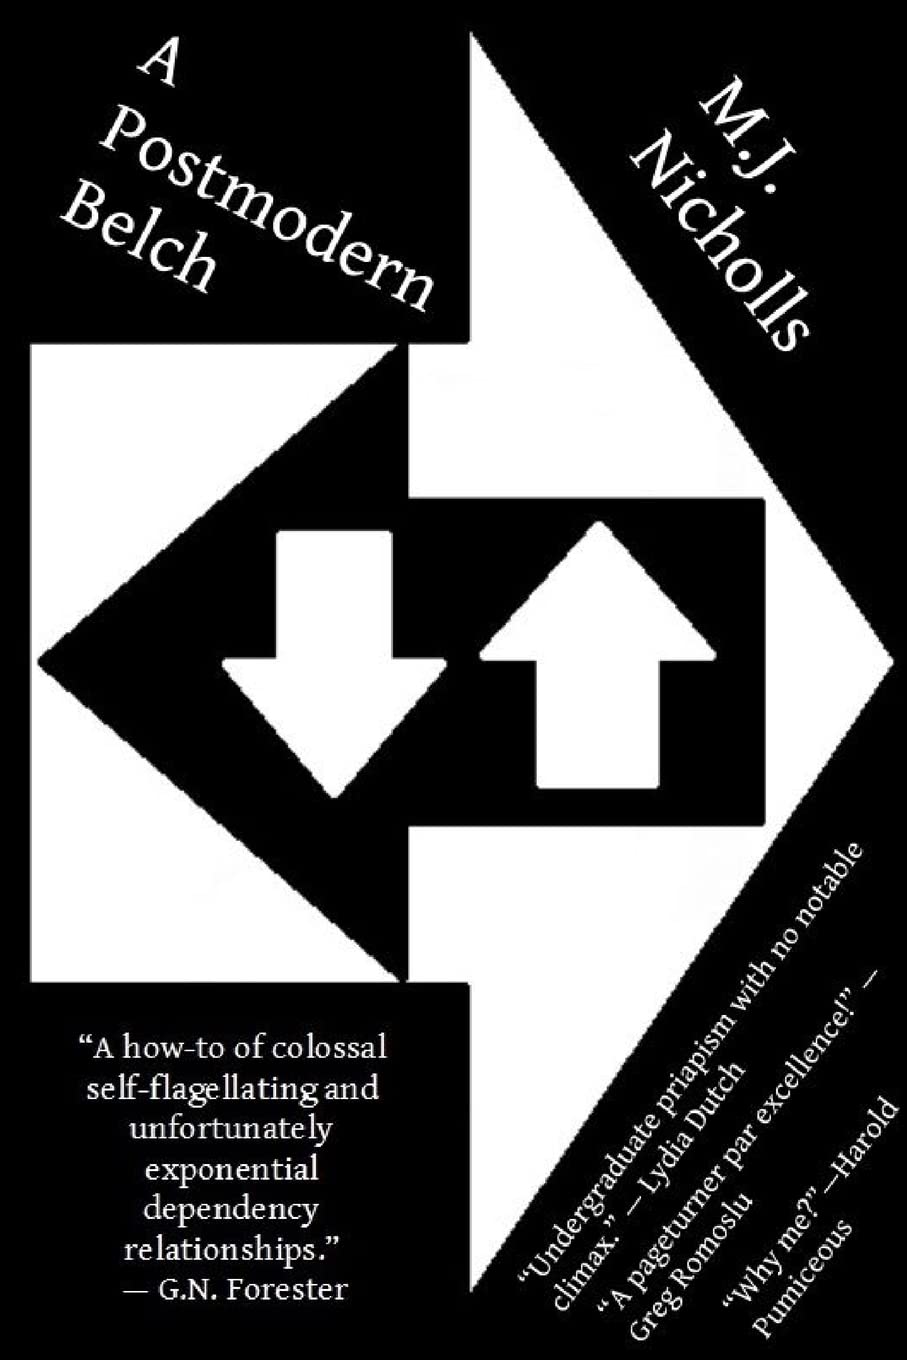 A
Postmodern
Belch
M.J.
Nicholls
“A how-to of colossal
self-flagellating and
unfortunately
exponential
dependency
relationships.”
— G.N. Forester
“Undergraduate priapism with no notable
climax.” — Lydia Dutch
“A pageturner par excellence!” —
Greg Romoslu
“Why me?” —Harold
Pumiceous